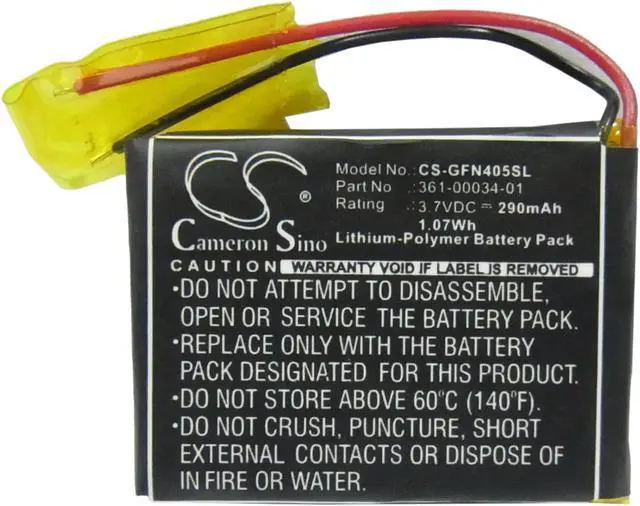 CS
Cameron Sino
Model No.: CS-GFN405SL
Part No : 361-00034-01
Rating : 3.7VDC ⎓ 290mAh
1.07Wh
Lithium-Polymer Battery Pack
CAUTION WARRANTY VOID IF LABEL IS REMOVED
•DO NOT ATTEMPT TO DISASSEMBLE,
OPEN OR SERVICE THE BATTERY PACK.
•REPLACE ONLY WITH THE BATTERY
PACK DESIGNATED FOR THIS PRODUCT.
•DO NOT STORE ABOVE 60°C (140°F).
•DO NOT CRUSH, PUNCTURE, SHORT
EXTERNAL CONTACTS OR DISPOSE
OF IN FIRE OR WATER.